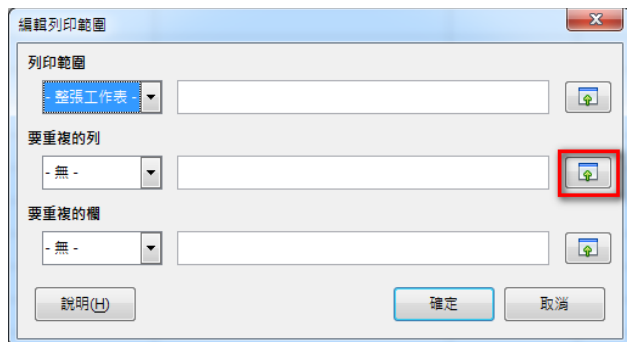 編輯列印範圍
列印範圍
- 整張工作表 -
要重複的列
- 無 -
要重複的欄
- 無 -
說明(H) 確定 取消